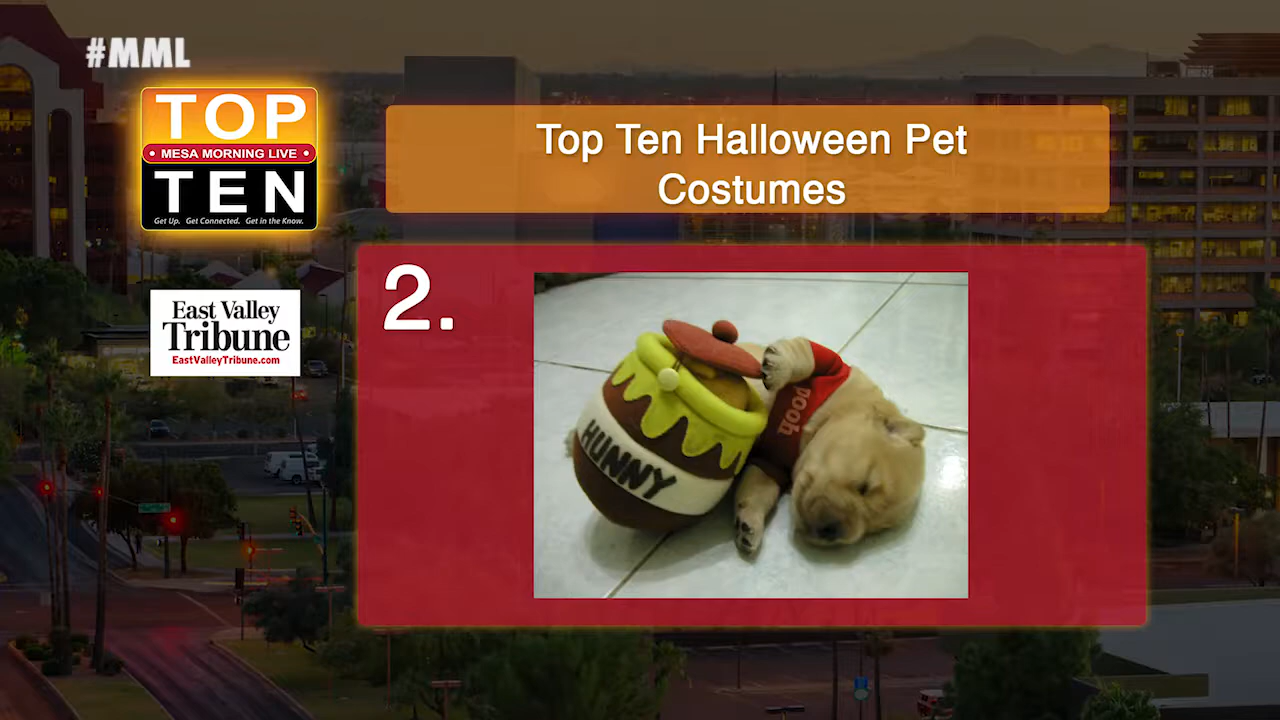 #MML
TOP
• MESA MORNING LIVE •
TEN
Get Up. Get Connected. Get in the Know.
Top Ten Halloween Pet
Costumes
East Valley
Tribune
EastValleyTribune.com
2.
HUNNY
pooh